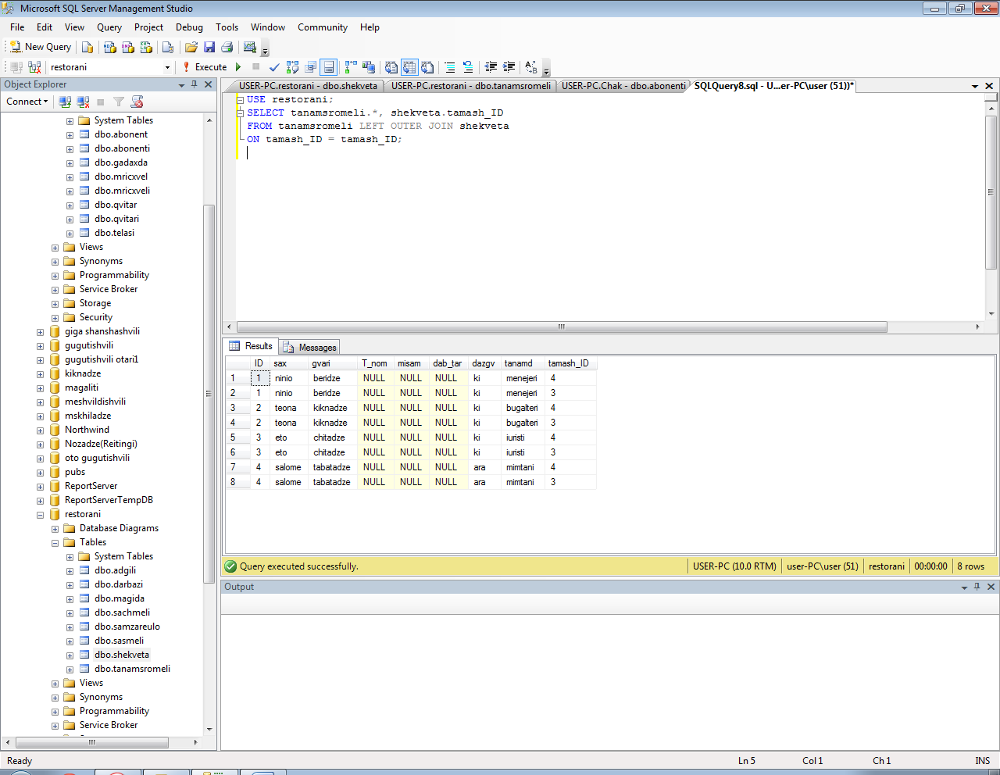 Microsoft SQL Server Management Studio
File Edit View Query Project Debug Tools Window Community Help
New Query
restorani Execute
Object Explorer
Connect
System Tables
dbo.abonent
dbo.abonenti
dbo.gadaxda
dbo.mricxvel
dbo.mricxveli
dbo.qvitar
dbo.qvitari
dbo.telasi
Views
Synonyms
Programmability
Service Broker
Storage
Security
giga shanshashvili
gugutishvili
gugutishvili otari1
kiknadze
magaliti
meshvildishvili
mskhiladze
Northwind
Nozadze(Reitingi)
oto gugutishvili
pubs
ReportServer
ReportServerTempDB
restorani
Database Diagrams
Tables
System Tables
dbo.adgili
dbo.darbazi
dbo.magida
dbo.sachmeli
dbo.samzareulo
dbo.sasmeli
dbo.shekveta
dbo.tanamsromeli
Views
Synonyms
Programmability
Service Broker
USER-PC.restorani - dbo.shekveta USER-PC.restorani - dbo.tanamsromeli USER-PC.Chak - dbo.abonenti SQLQuery8.sql - U...er-PC\user (51))*
USE restorani;
SELECT tanamsromeli.*, shekveta.tamash_ID
FROM tanamsromeli LEFT OUTER JOIN shekveta
ON tamash_ID = tamash_ID;
Results Messages
ID sax gvari T_nom misam dab_tar dazgv tanamd tamash_ID
1 1 ninio beridze NULL NULL NULL ki menejeri 4
2 1 ninio beridze NULL NULL NULL ki menejeri 3
3 2 teona kiknadze NULL NULL NULL ki bugalteri 4
4 2 teona kiknadze NULL NULL NULL ki bugalteri 3
5 3 eto chitadze NULL NULL NULL ki iuristi 4
6 3 eto chitadze NULL NULL NULL ki iuristi 3
7 4 salome tabatadze NULL NULL NULL ara mimtani 4
8 4 salome tabatadze NULL NULL NULL ara mimtani 3
Query executed successfully. USER-PC (10.0 RTM) user-PC\user (51) restorani 00:00:00 8 rows
Output
Ready Ln 5 Col 1 Ch 1 INS